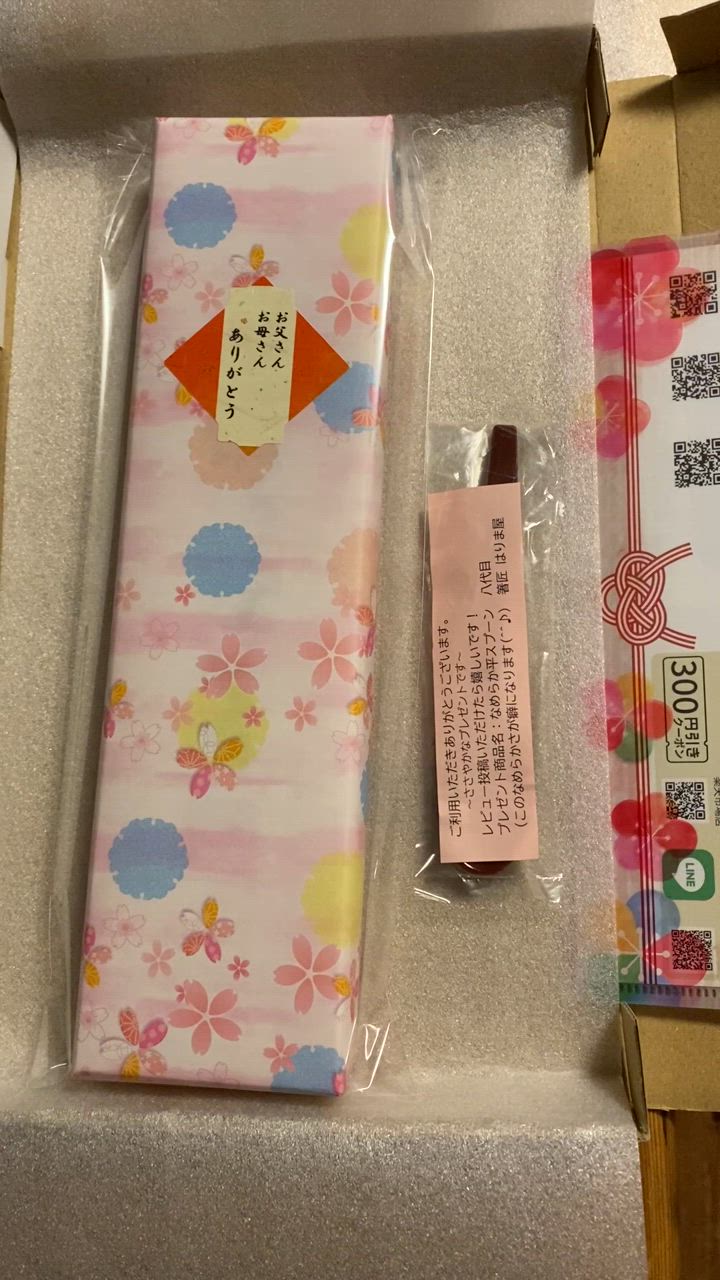 お父さん
お母さん
ありがとう
ご利用いただきありがとうございます。
～ささやかなプレゼントです～
レビュー投稿いただけたら嬉しいです!
プレゼント商品名:なめらか平スプーン
(このなめらかさが癖になります(^^♪)
八代目
箸匠 はりま屋
300円引き
クーポン
LINE